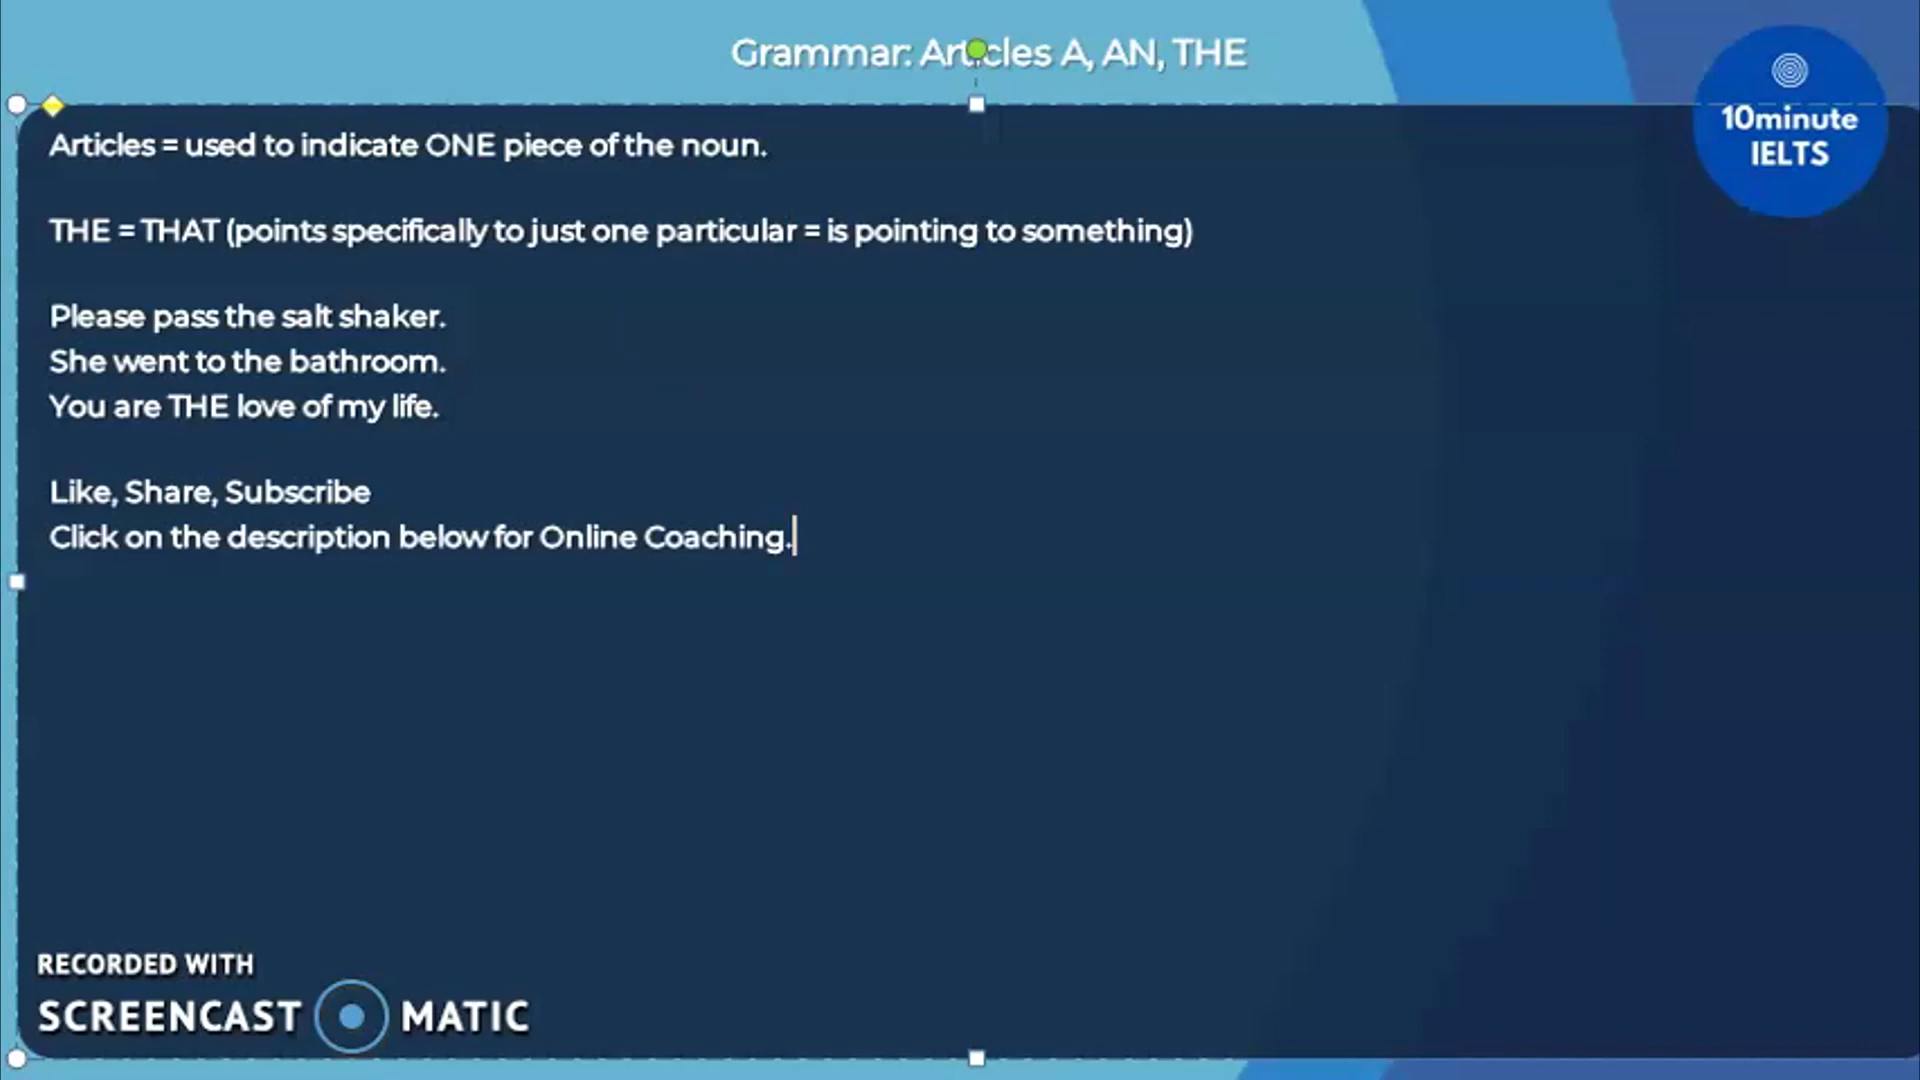 Grammar: Articles A, AN, THE
10minute
IELTS
Articles = used to indicate ONE piece of the noun.
THE = THAT (points specifically to just one particular = is pointing to something)
Please pass the salt shaker.
She went to the bathroom.
You are THE love of my life.
Like, Share, Subscribe
Click on the description below for Online Coaching.
RECORDED WITH
SCREENCAST MATIC